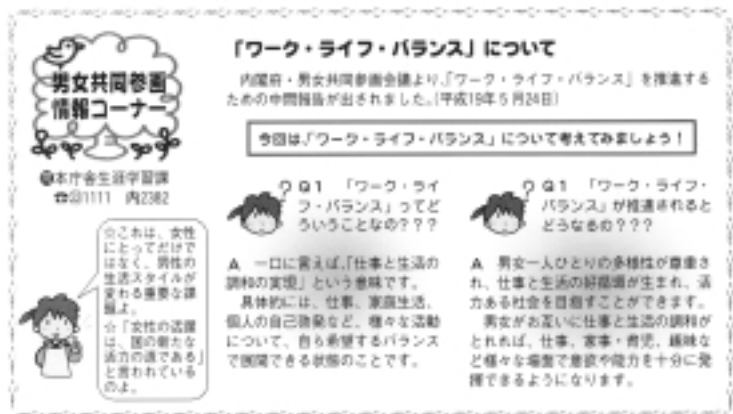 男女共同参画
情報コーナー
本庁舎生涯学習課
☎㉓1111 内2382
☆これは、女性
にとってだけで
はなく、男性の
生活スタイルが
変わる重要な課
題よ。
☆「女性の活躍
は、国の新たな
活力の源である」
と言われている
のよ。
「ワーク・ライフ・バランス」について
内閣府・男女共同参画会議より、「ワーク・ライフ・バランス」を推進する
ための中間報告が出されました。(平成19年5月24日)
今回は、「ワーク・ライフ・バランス」について考えてみましょう！
Q1 「ワーク・ライ
フ・バランス」ってど
ういうことなの？？？
A 一口に言えば、「仕事と生活の
調和の実現」という意味です。
具体的には、仕事、家庭生活、
個人の自己啓発など、様々な活動
について、自ら希望するバランス
で展開できる状態のことです。
Q1 「ワーク・ライフ・
バランス」が推進されると
どうなるの？？？
A 男女一人ひとりの多様性が尊重さ
れ、仕事と生活の好循環が生まれ、活
力ある社会を目指すことができます。
男女がお互いに仕事と生活の調和が
とれれば、仕事、家事・育児、趣味な
ど様々な場面で意欲や能力を十分に発
揮できるようになります。